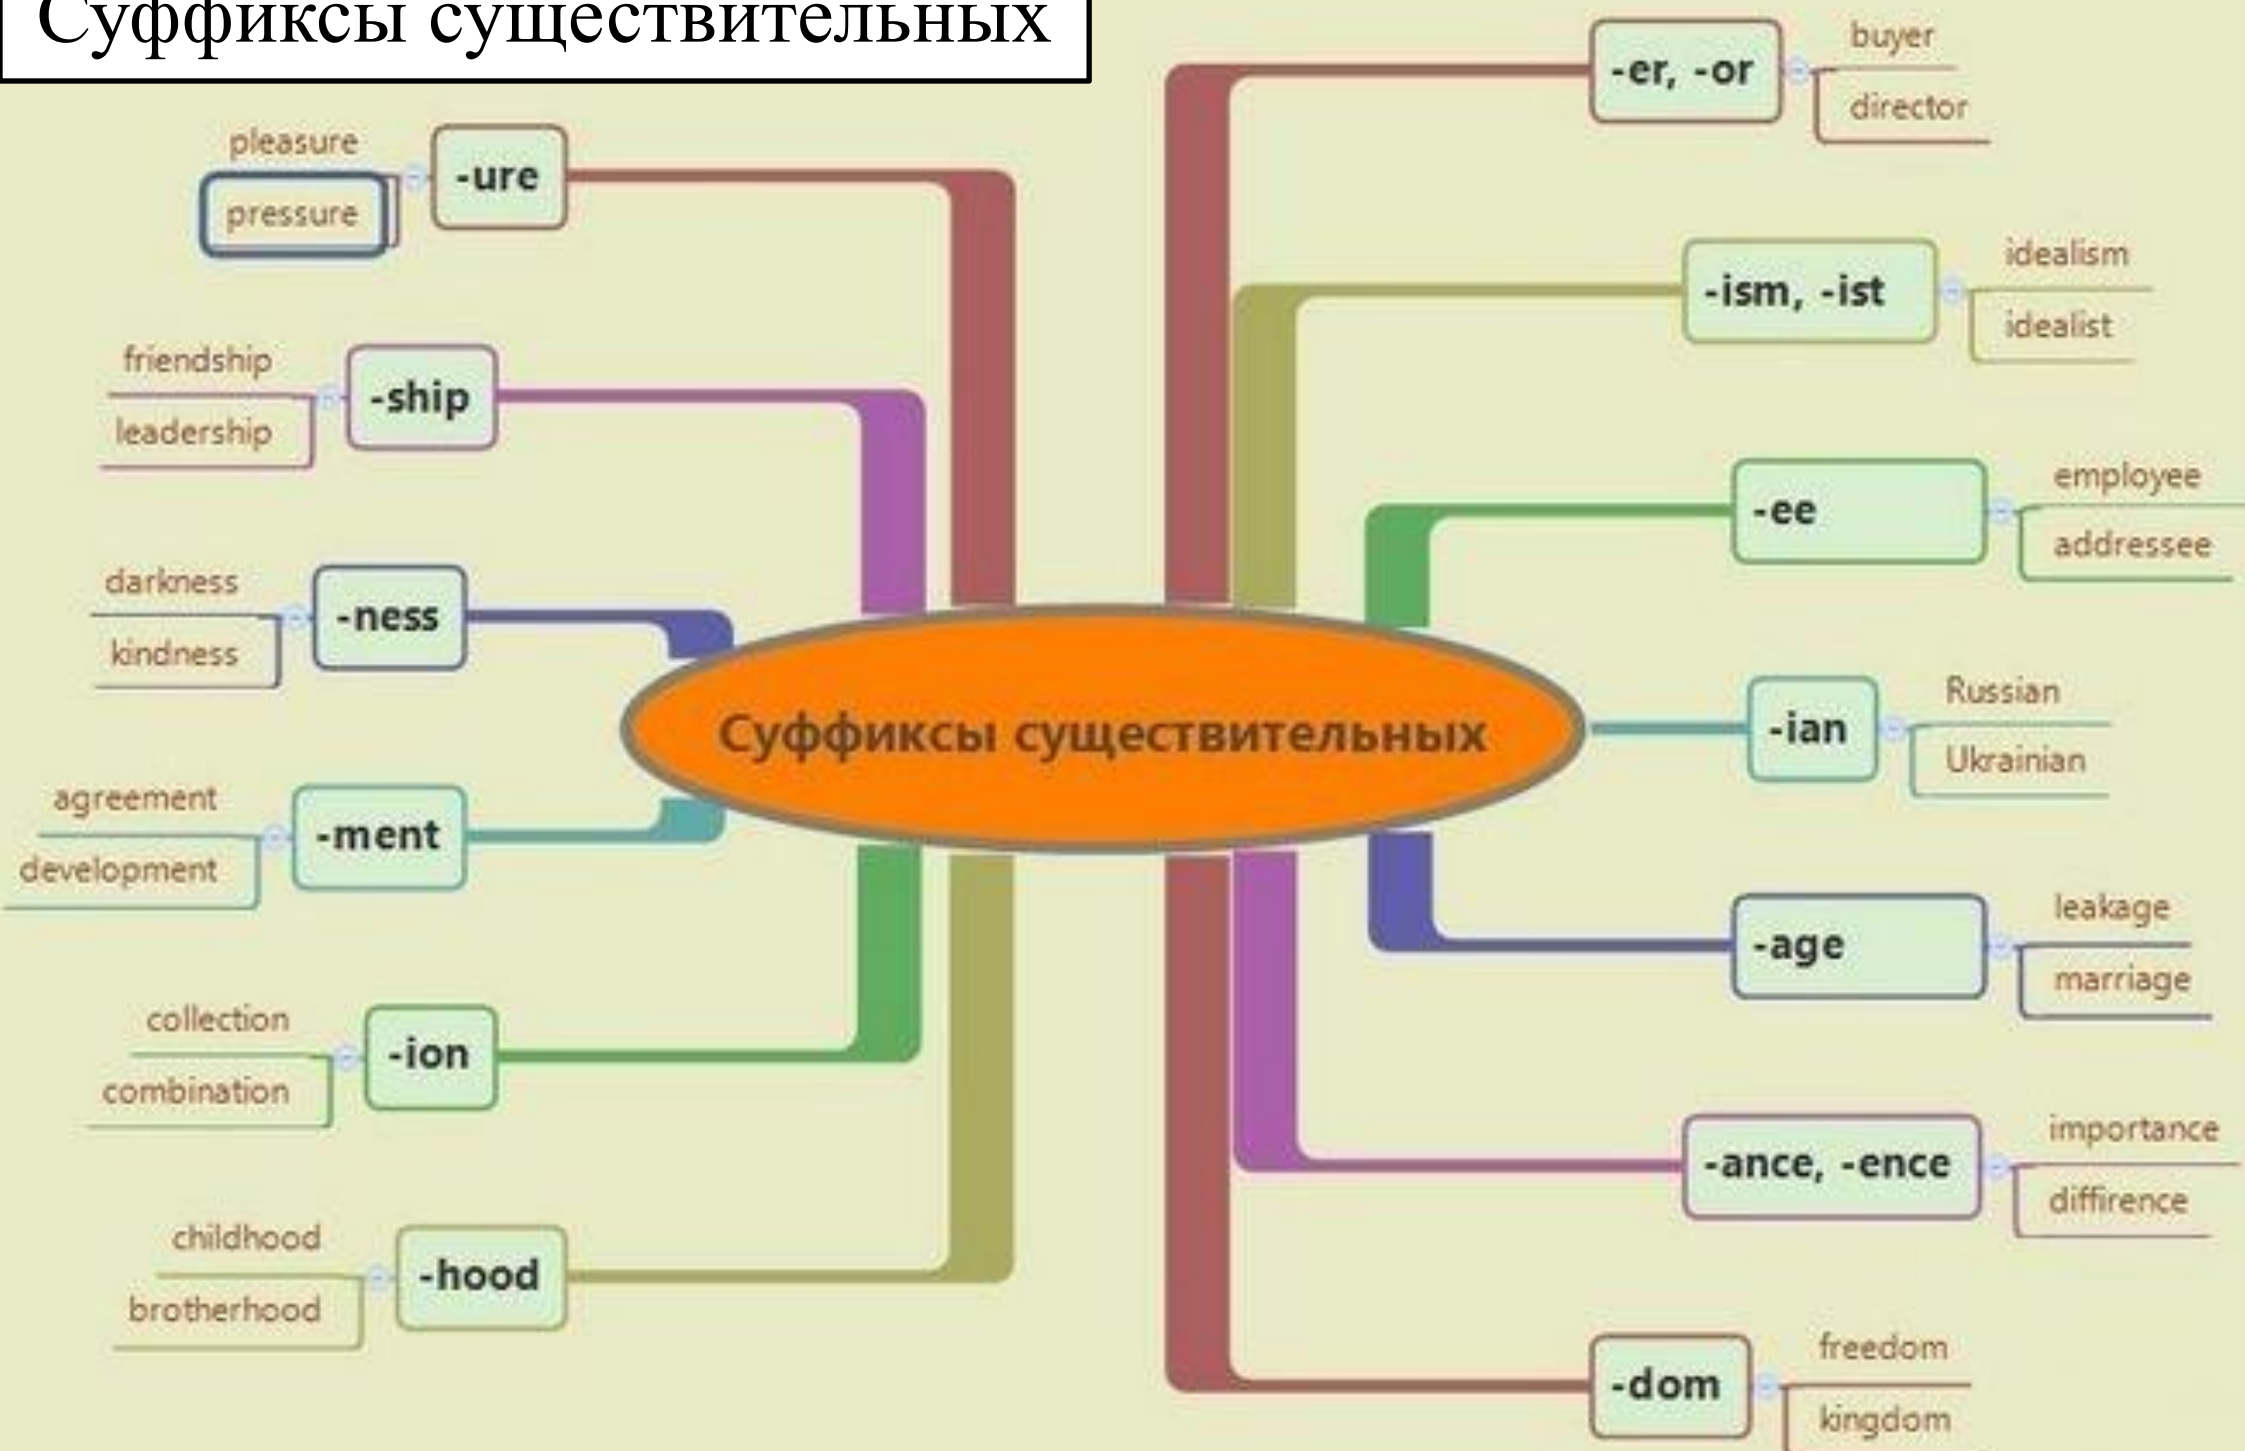 Суффиксы существительных
-ure
pleasure
pressure
-ship
friendship
leadership
-ness
darkness
kindness
-ment
agreement
development
-ion
collection
combination
-hood
childhood
brotherhood
Суффиксы существительных
-er, -or
buyer
director
-ism, -ist
idealism
idealist
-ee
employee
addressee
-ian
Russian
Ukrainian
-age
leakage
marriage
-ance, -ence
importance
diffirence
-dom
freedom
kingdom